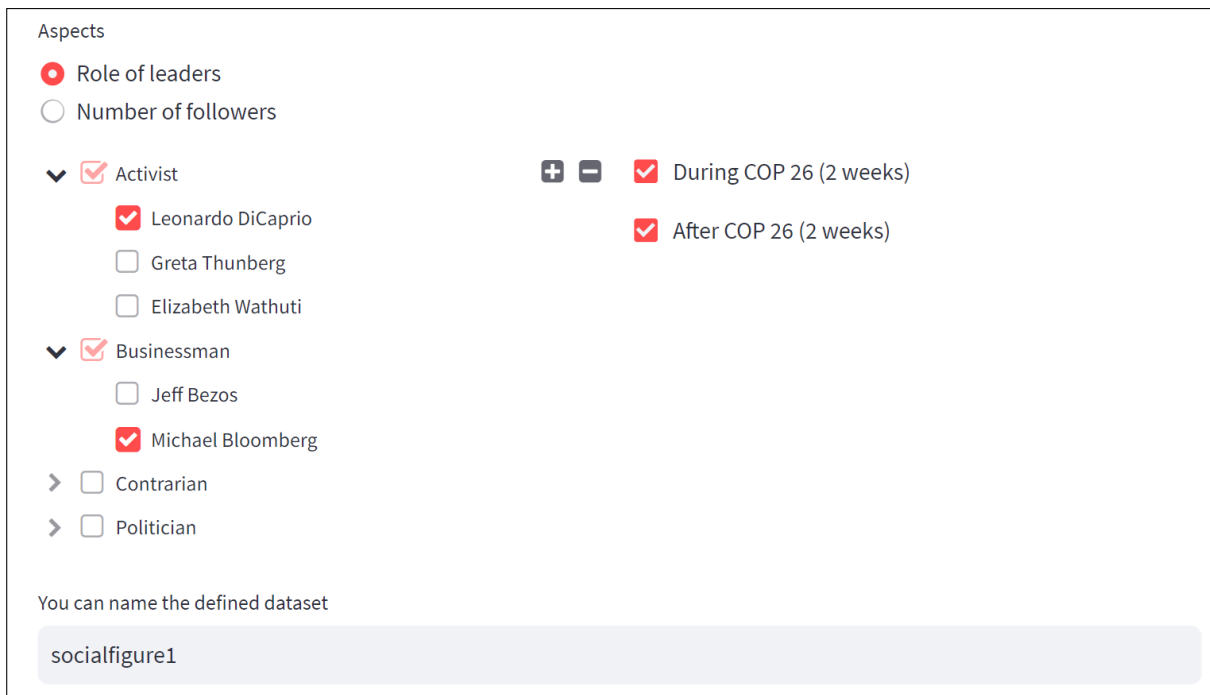 Aspects
Role of leaders
Number of followers
Activist
Leonardo DiCaprio
Greta Thunberg
Elizabeth Wathuti
Businessman
Jeff Bezos
Michael Bloomberg
Contrarian
Politician
During COP 26 (2 weeks)
After COP 26 (2 weeks)
You can name the defined dataset
socialfigure1